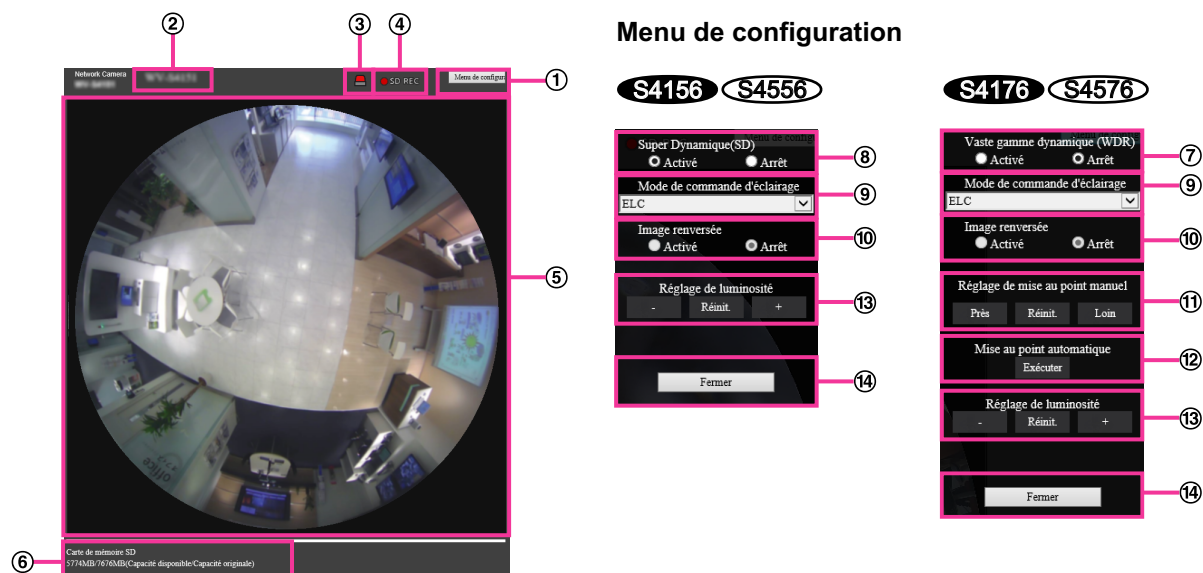 ② ③ ④
Network Camera
SD REC
Menu de configura
①
⑤
office
Carte de mémoire SD
5774MB/7676MB(Capacité disponible/Capacité originale)
⑥
Menu de configuration
S4156 S4556
Super Dynamique(SD)
Activé Arrêt
⑧
Mode de commande d'éclairage
ELC
⑨
Image renversée
Activé Arrêt
⑩
Réglage de luminosité
- Réinit. +
⑬
Fermer
⑭
S4176 S4576
Vaste gamme dynamique (WDR)
Activé Arrêt
⑦
Mode de commande d'éclairage
ELC
⑨
Image renversée
Activé Arrêt
⑩
Réglage de mise au point manuel
Près Réinit. Loin
⑪
Mise au point automatique
Exécuter
⑫
Réglage de luminosité
- Réinit. +
⑬
Fermer
⑭